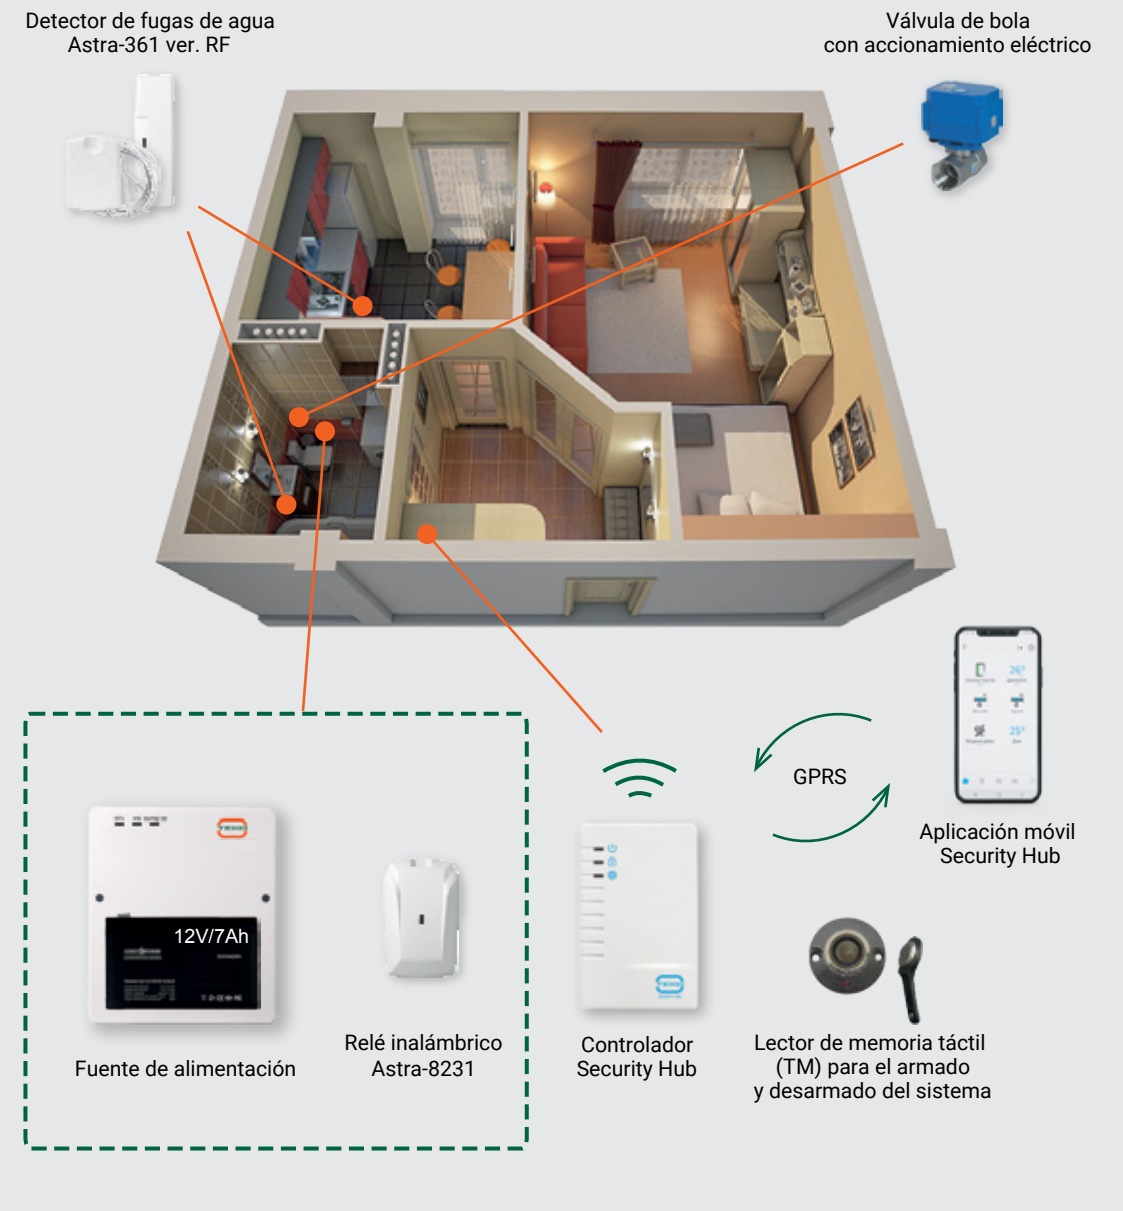 Detector de fugas de agua
Astra-361 ver. RF
Válvula de bola
con accionamiento eléctrico
GPRS
26°
25°
Aplicación móvil
Security Hub
12V/7Ah
Fuente de alimentación
Relé inalámbrico
Astra-8231
Controlador
Security Hub
Lector de memoria táctil
(TM) para el armado
y desarmado del sistema